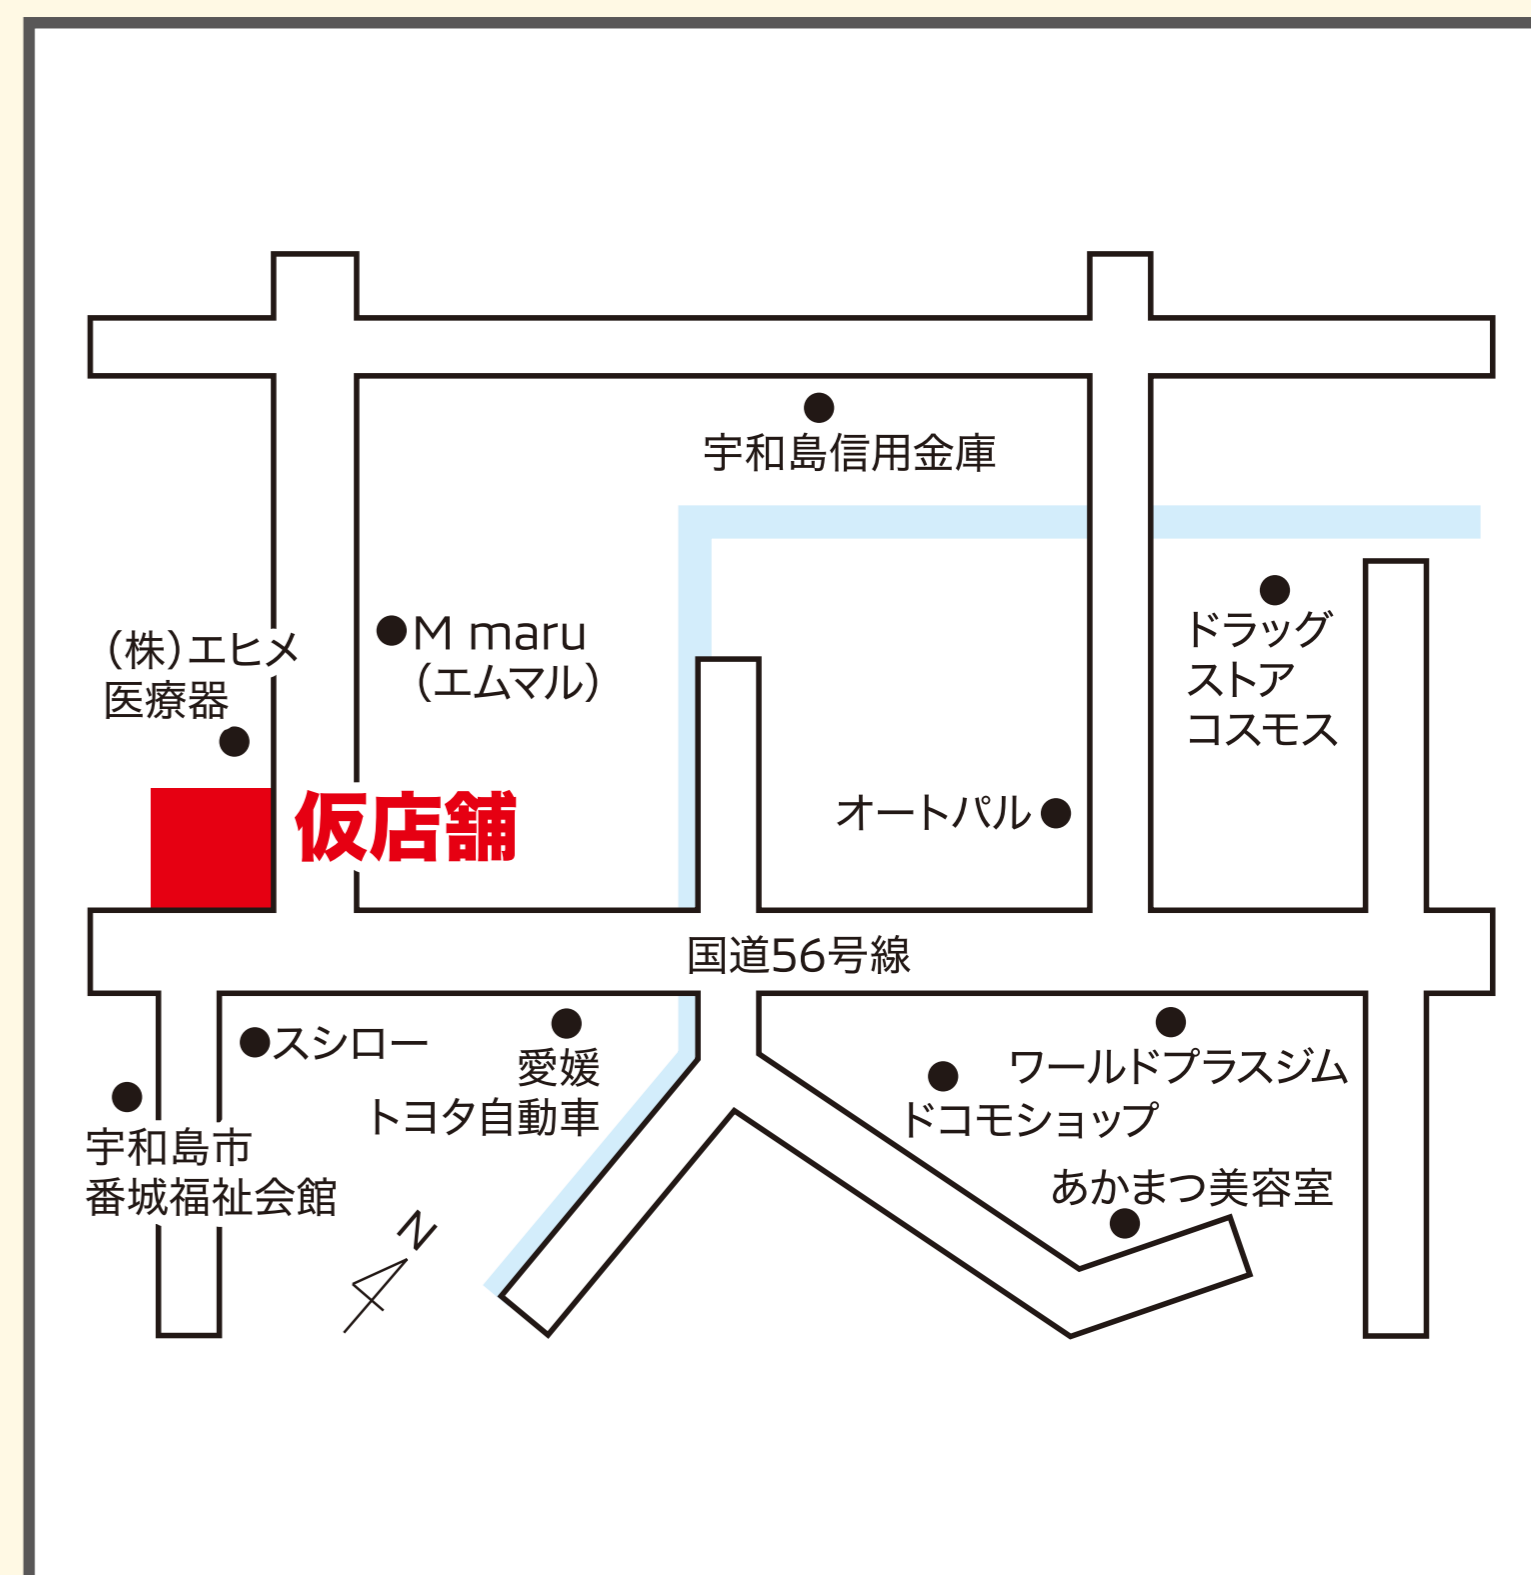 宇和島信用金庫
M maru
（エムマル）
（株）エヒメ
医療器
ドラッグ
ストア
コスモス
仮店舗
オートパル
国道56号線
スシロー
愛媛
トヨタ自動車
ワールドプラスジム
ドコモショップ
宇和島市
番城福祉会館
あかまつ美容室
N